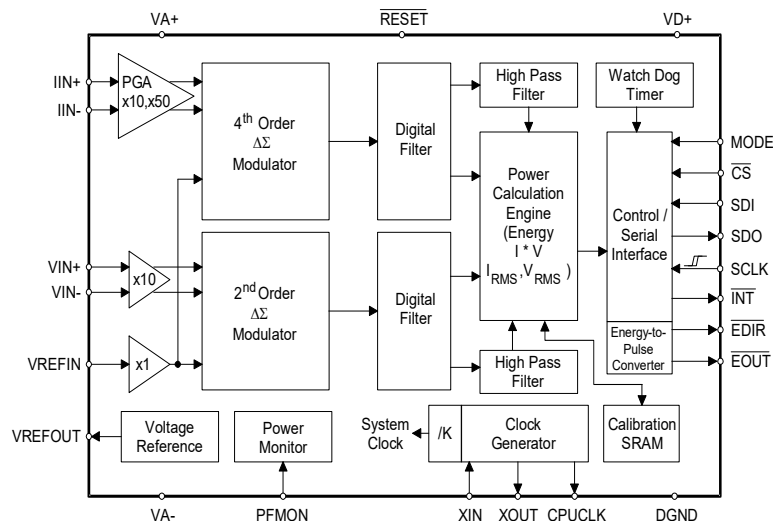 VA+
RESET
VD+
IIN+
IIN-
PGA
x10,x50
4th Order
ΔΣ
Modulator
Digital
Filter
High Pass
Filter
Watch Dog
Timer
Power
Calculation
Engine
(Energy
I * V
IRMS,VRMS )
Control /
Serial
Interface
MODE
CS
SDI
SDO
SCLK
INT
EDIR
EOUT
VIN+
VIN-
x10
2nd Order
ΔΣ
Modulator
Digital
Filter
High Pass
Filter
Energy-to-
Pulse
Converter
VREFIN
x1
VREFOUT
Voltage
Reference
Power
Monitor
System
Clock
/K
Clock
Generator
Calibration
SRAM
VA-
PFMON
XIN
XOUT
CPUCLK
DGND